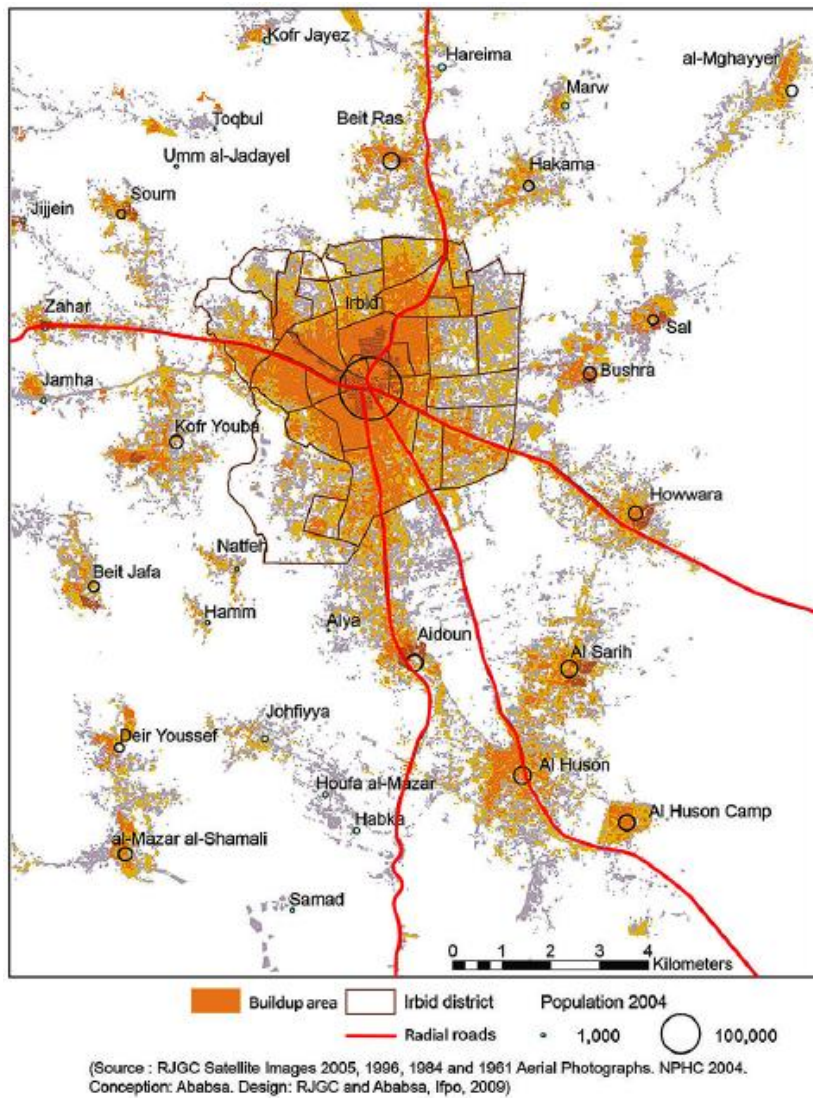 Kofr Jayez
Hareima
al-Mghayyer
Marw
Toqbul
Beit Ras
Umm al-Jadayel
Hakama
Soum
Jijjein
Irbid
Zahar
Sal
Bushra
Jamha
Kofr Youba
Howwara
Natfeh
Beit Jafa
Hamm
Aiya
Aidoun
Al Sarih
Johfiyya
Deir Youssef
Al Huson
Houfa al-Mazar
Al Huson Camp
Habka
al-Mazar al-Shamali
Samad
0 1 2 3 4
Kilometers
Buildup area Irbid district Population 2004
Radial roads 1,000 100,000
(Source : RJGC Satellite Images 2005, 1996, 1984 and 1961 Aerial Photographs. NPHC 2004.
Conception: Ababsa. Design: RJGC and Ababsa, Ifpo, 2009)